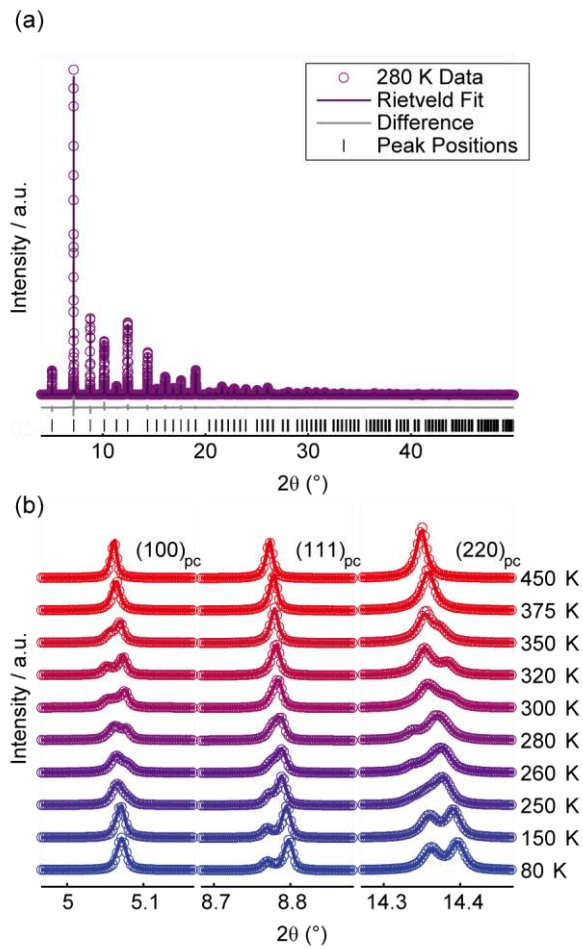 (a)
280 K Data
Rietveld Fit
Difference
Peak Positions
Intensity / a.u.
10 20 30 40
2θ (°)
(b)
(100)pc (111)pc (220)pc
450 K
375 K
350 K
320 K
300 K
280 K
260 K
250 K
150 K
80 K
Intensity / a.u.
5 5.1 8.7 8.8 14.3 14.4
2θ (°)